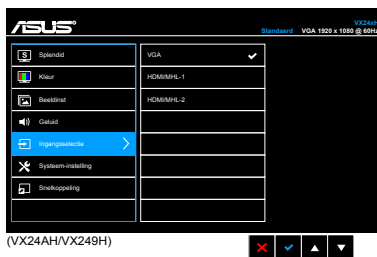 ASUS
VX24xH
Standaard VGA 1920 x 1080 @ 60Hz
S Splendid
Kleur
Beeldinst
Geluid
Ingangsselectie
Systeem-instelling
Snelkoppeling
VGA
HDMI/MHL-1
HDMI/MHL-2
(VX24AH/VX249H)